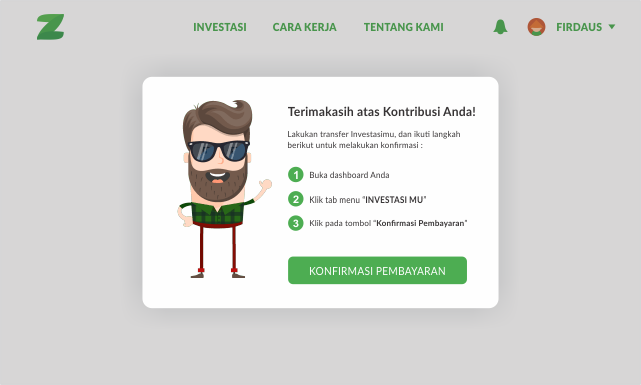 INVESTASI CARA KERJA TENTANG KAMI FIRDAUS
Terimakasih atas Kontribusi Anda!
Lakukan transfer Investasimu, dan ikuti langkah
berikut untuk melakukan konfirmasi :
1 Buka dashboard Anda
2 Klik tab menu "INVESTASI MU"
3 Klik pada tombol "Konfirmasi Pembayaran"
KONFIRMASI PEMBAYARAN